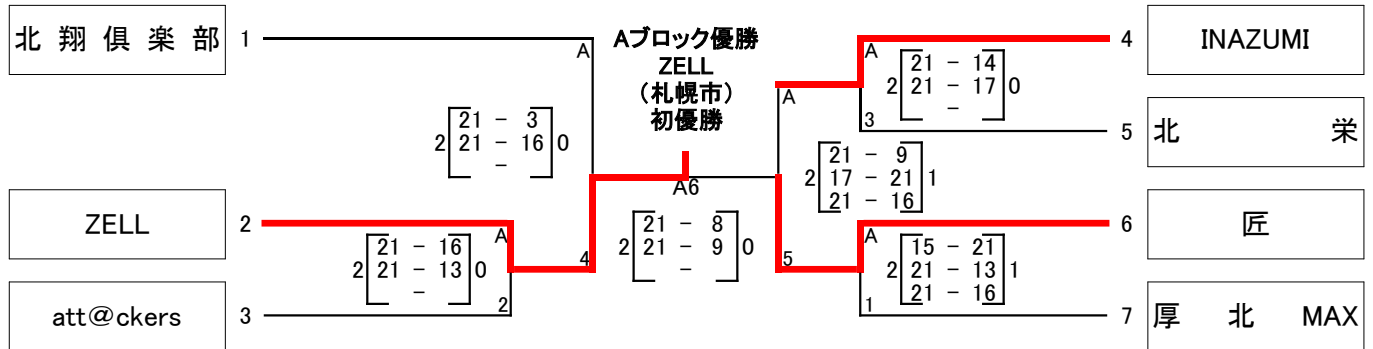 北翔倶楽部 1
A
Aブロック優勝
ZELL
（札幌市）
初優勝
4 INAZUMI
A
21 - 14
2 21 - 17 0
-
A
3
5 北栄
21 - 3
2 21 - 16 0
-
21 - 9
2 17 - 21 1
21 - 16
A6
ZELL 2
A
21 - 16
2 21 - 13 0
-
4
21 - 8
2 21 - 9 0
-
5
A
15 - 21
2 21 - 13 1
21 - 16
6 匠
att@ckers 3
2
1
7 厚北MAX